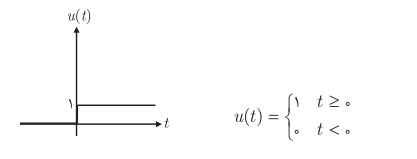 u(t)
۱
t
u(t) = {
۱ t ≥ ۰
۰ t < ۰